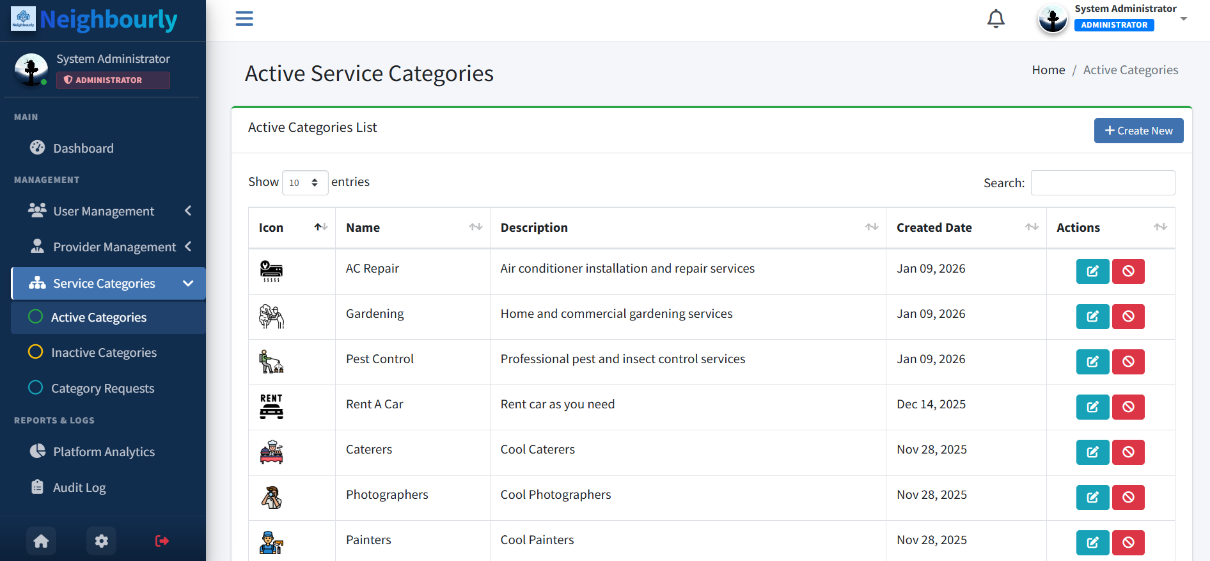 Neighbourly
System Administrator
ADMINISTRATOR
MAIN
Dashboard
MANAGEMENT
User Management
Provider Management
Service Categories
Active Categories
Inactive Categories
Category Requests
REPORTS & LOGS
Platform Analytics
Audit Log
System Administrator
ADMINISTRATOR
Active Service Categories
Home / Active Categories
Active Categories List
+ Create New
Show 10 entries
Search:
Icon Name Description Created Date Actions
AC Repair Air conditioner installation and repair services Jan 09, 2026
Gardening Home and commercial gardening services Jan 09, 2026
Pest Control Professional pest and insect control services Jan 09, 2026
RENT Rent A Car Rent car as you need Dec 14, 2025
Caterers Cool Caterers Nov 28, 2025
Photographers Cool Photographers Nov 28, 2025
Painters Cool Painters Nov 28, 2025